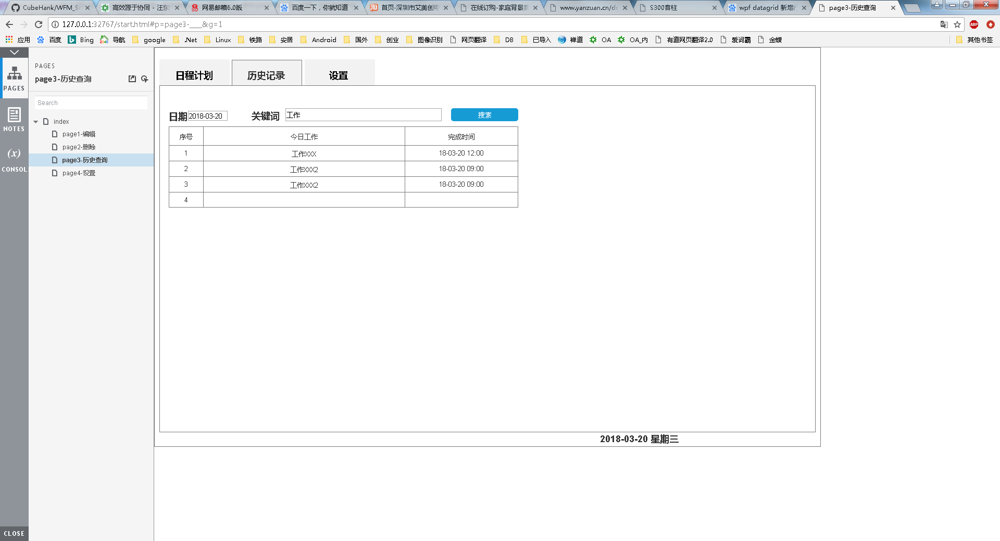 CubeHank/WFM_S
高效源于协同 - 汪东
网易邮箱6.0版
百度一下，你就知道
首页-深圳市艾美创电
在线订购-家庭背景音
www.yanzuan.cn/do
S300音柱
wpf datagrid 新增行
page3-历史查询
127.0.0.1:32767/start.html#p=page3-___&g=1
应用
百度
Bing
导航
google
.Net
Linux
铁路
安居
Android
国外
创业
图像识别
网页翻译
DB
已导入
禅道
OA
OA_内
有道网页翻译2.0
爱词霸
金蝶
其他书签
PAGES
NOTES
(x)
CONSOL
CLOSE
PAGES
page3-历史查询
Search
index
page1-编辑
page2-删除
page3-历史查询
page4-设置
日程计划
历史记录
设置
日期 2018-03-20 关键词 工作 搜索
序号 今日工作 完成时间
1 工作XXX 18-03-20 12:00
2 工作XXX2 18-03-20 09:00
3 工作XXX2 18-03-20 09:00
4
2018-03-20 星期三